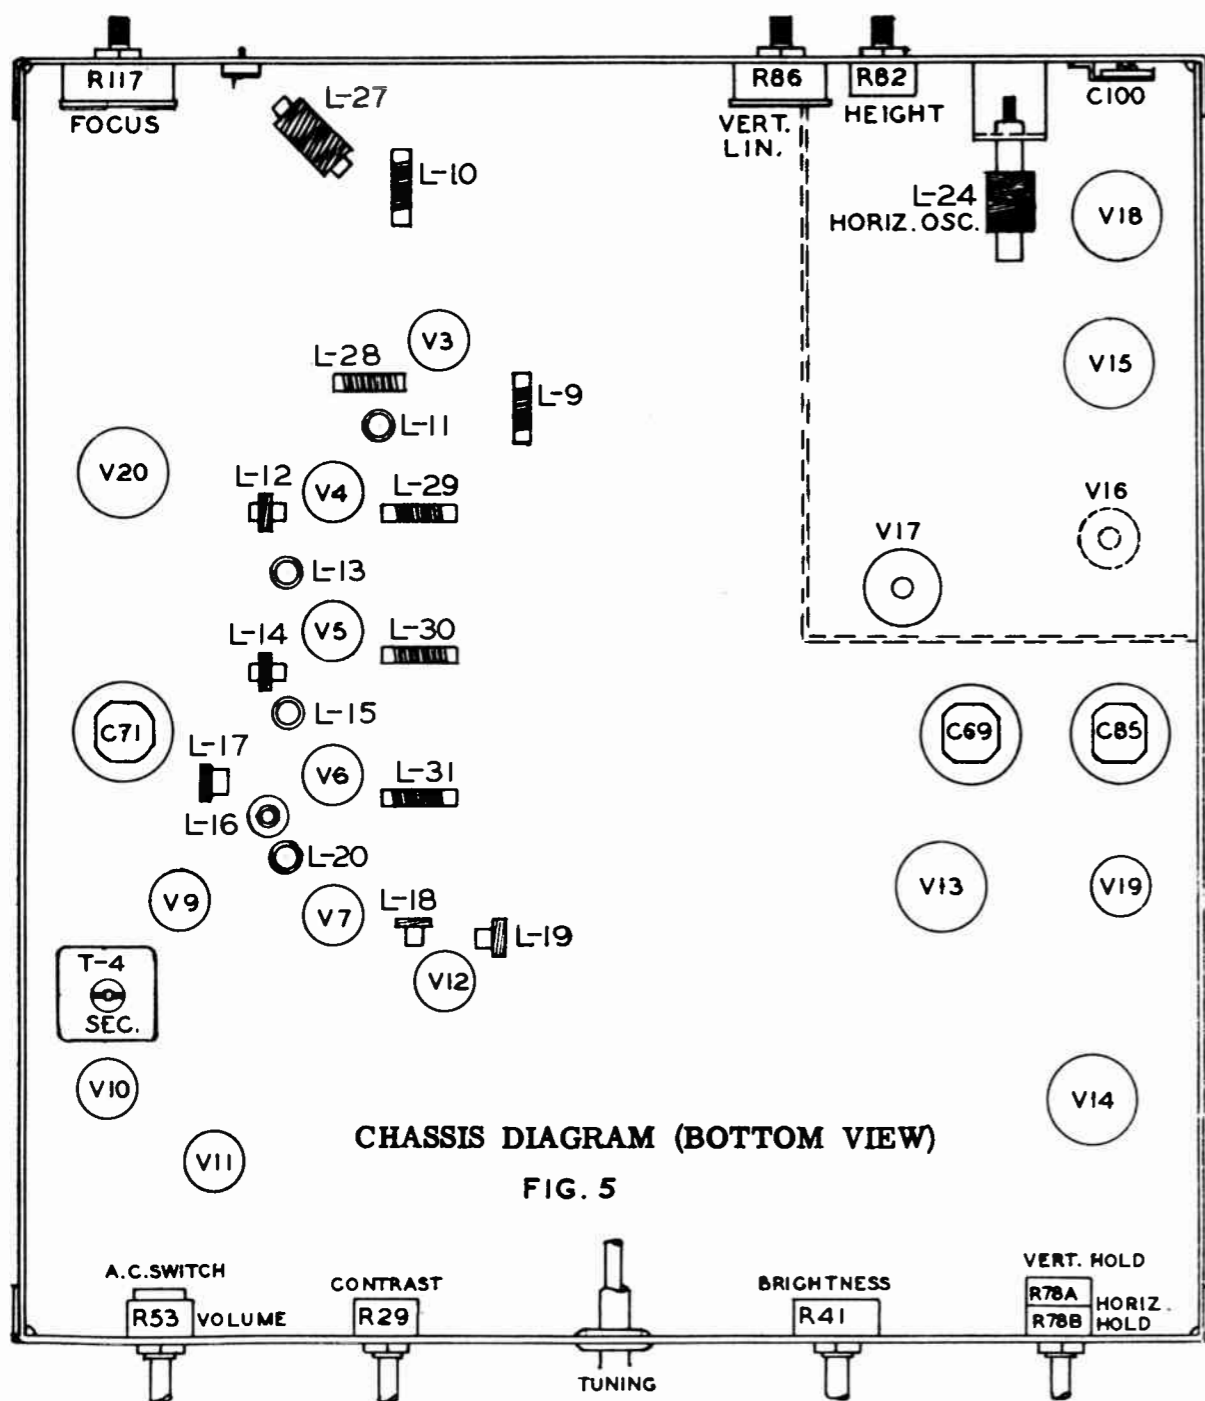 R117
FOCUS
L-27
L-10
R86
VERT.
LIN.
R82
HEIGHT
C100
L-24
HORIZ. OSC.
V18
V3
L-28
L-9
L-11
V15
V20
L-12
V4
L-29
V16
V17
L-13
V5
L-14
L-30
L-15
C71
L-17
V6
L-31
L-16
C69
C85
L-20
V9
V7
L-18
L-19
V13
V19
V12
T-4
SEC.
V10
V14
V11
CHASSIS DIAGRAM (BOTTOM VIEW)
FIG. 5
A.C. SWITCH
R53
VOLUME
CONTRAST
R29
TUNING
BRIGHTNESS
R41
VERT. HOLD
R78A
R78B
HORIZ.
HOLD